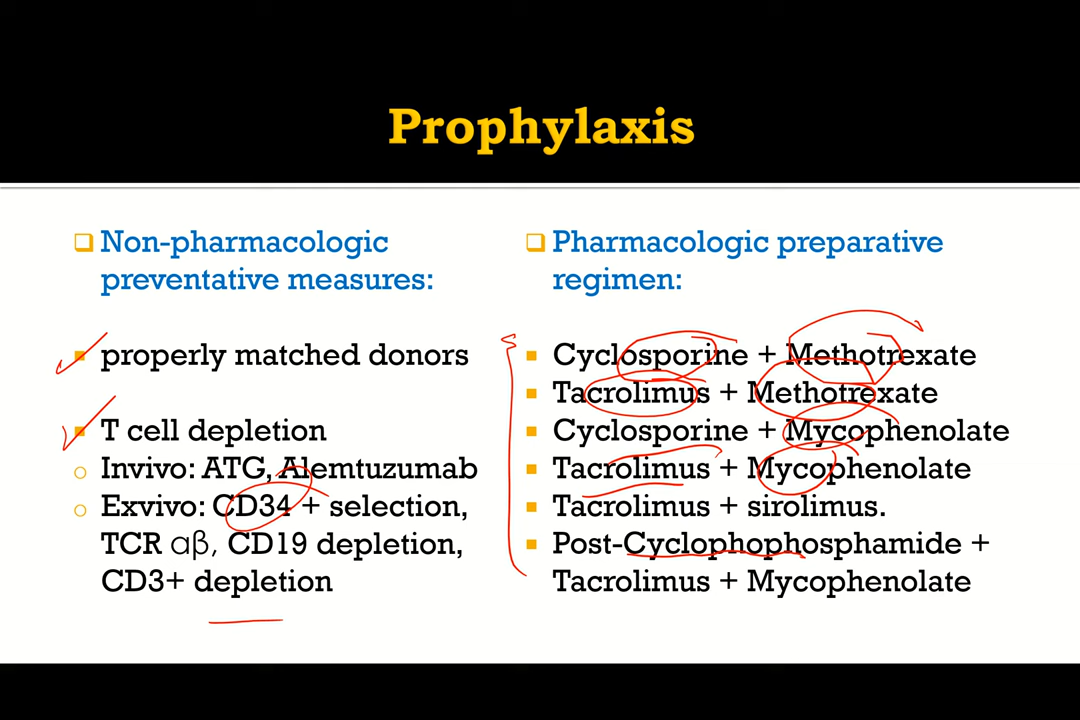 Prophylaxis
Non-pharmacologic
preventative measures:
properly matched donors
T cell depletion
Invivo: ATG, Alemtuzumab
Exvivo: CD34 + selection,
TCR αβ, CD19 depletion,
CD3+ depletion
Pharmacologic preparative
regimen:
Cyclosporine + Methotrexate
Tacrolimus + Methotrexate
Cyclosporine + Mycophenolate
Tacrolimus + Mycophenolate
Tacrolimus + sirolimus.
Post-Cyclophophosphamide +
Tacrolimus + Mycophenolate